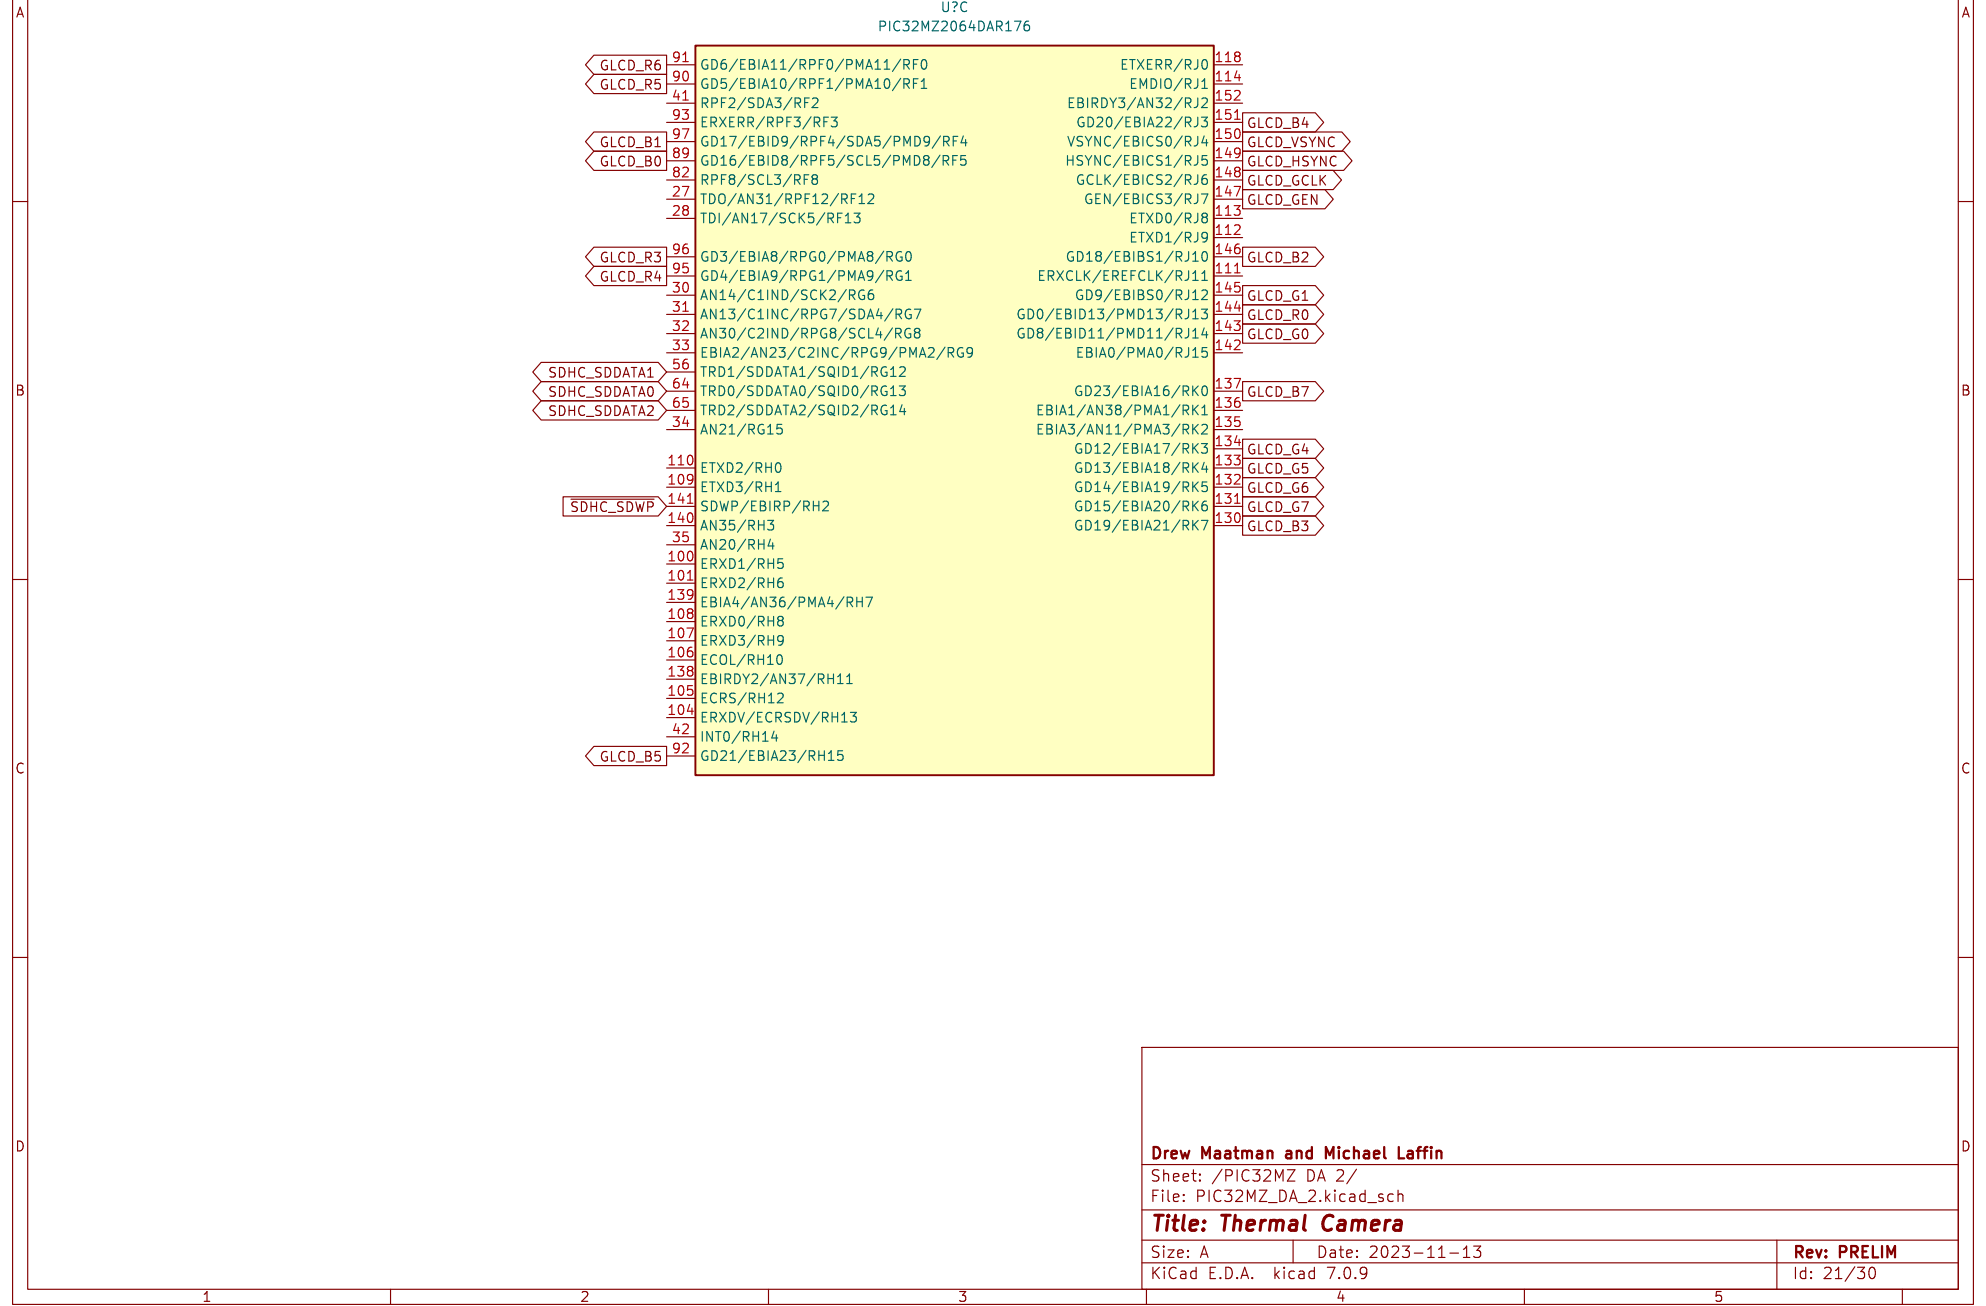 A
A
U?C
PIC32MZ2064DAR176
GLCD_R6 91 GD6/EBIA11/RPF0/PMA11/RF0
GLCD_R5 90 GD5/EBIA10/RPF1/PMA10/RF1
41 RPF2/SDA3/RF2
93 ERXERR/RPF3/RF3
GLCD_B1 97 GD17/EBID9/RPF4/SDA5/PMD9/RF4
GLCD_B0 89 GD16/EBID8/RPF5/SCL5/PMD8/RF5
82 RPF8/SCL3/RF8
27 TDO/AN31/RPF12/RF12
28 TDI/AN17/SCK5/RF13
GLCD_R3 96 GD3/EBIA8/RPG0/PMA8/RG0
GLCD_R4 95 GD4/EBIA9/RPG1/PMA9/RG1
30 AN14/C1IND/SCK2/RG6
31 AN13/C1INC/RPG7/SDA4/RG7
32 AN30/C2IND/RPG8/SCL4/RG8
33 EBIA2/AN23/C2INC/RPG9/PMA2/RG9
SDHC_SDDATA1 56 TRD1/SDDATA1/SQID1/RG12
SDHC_SDDATA0 64 TRD0/SDDATA0/SQID0/RG13
SDHC_SDDATA2 65 TRD2/SDDATA2/SQID2/RG14
34 AN21/RG15
110 ETXD2/RH0
109 ETXD3/RH1
SDHC_SDWP 141 SDWP/EBIRP/RH2
140 AN35/RH3
35 AN20/RH4
100 ERXD1/RH5
101 ERXD2/RH6
139 EBIA4/AN36/PMA4/RH7
108 ERXD0/RH8
107 ERXD3/RH9
106 ECOL/RH10
138 EBIRDY2/AN37/RH11
105 ECRS/RH12
104 ERXDV/ECRSDV/RH13
42 INT0/RH14
GLCD_B5 92 GD21/EBIA23/RH15
ETXERR/RJ0 118
EMDIO/RJ1 114
EBIRDY3/AN32/RJ2 152
GD20/EBIA22/RJ3 151 GLCD_B4
VSYNC/EBICS0/RJ4 150 GLCD_VSYNC
HSYNC/EBICS1/RJ5 149 GLCD_HSYNC
GCLK/EBICS2/RJ6 148 GLCD_GCLK
GEN/EBICS3/RJ7 147 GLCD_GEN
ETXD0/RJ8 113
ETXD1/RJ9 112
GD18/EBIBS1/RJ10 146 GLCD_B2
ERXCLK/EREFCLK/RJ11 111
GD9/EBIBS0/RJ12 145 GLCD_G1
GD0/EBID13/PMD13/RJ13 144 GLCD_R0
GD8/EBID11/PMD11/RJ14 143 GLCD_G0
EBIA0/PMA0/RJ15 142
GD23/EBIA16/RK0 137 GLCD_B7
EBIA1/AN38/PMA1/RK1 136
EBIA3/AN11/PMA3/RK2 135
GD12/EBIA17/RK3 134 GLCD_G4
GD13/EBIA18/RK4 133 GLCD_G5
GD14/EBIA19/RK5 132 GLCD_G6
GD15/EBIA20/RK6 131 GLCD_G7
GD19/EBIA21/RK7 130 GLCD_B3
B
B
C
C
D
D
Drew Maatman and Michael Laffin
Sheet: /PIC32MZ DA 2/
File: PIC32MZ_DA_2.kicad_sch
Title: Thermal Camera
Size: A Date: 2023-11-13 Rev: PRELIM
KiCad E.D.A. kicad 7.0.9 Id: 21/30
1 2 3 4 5